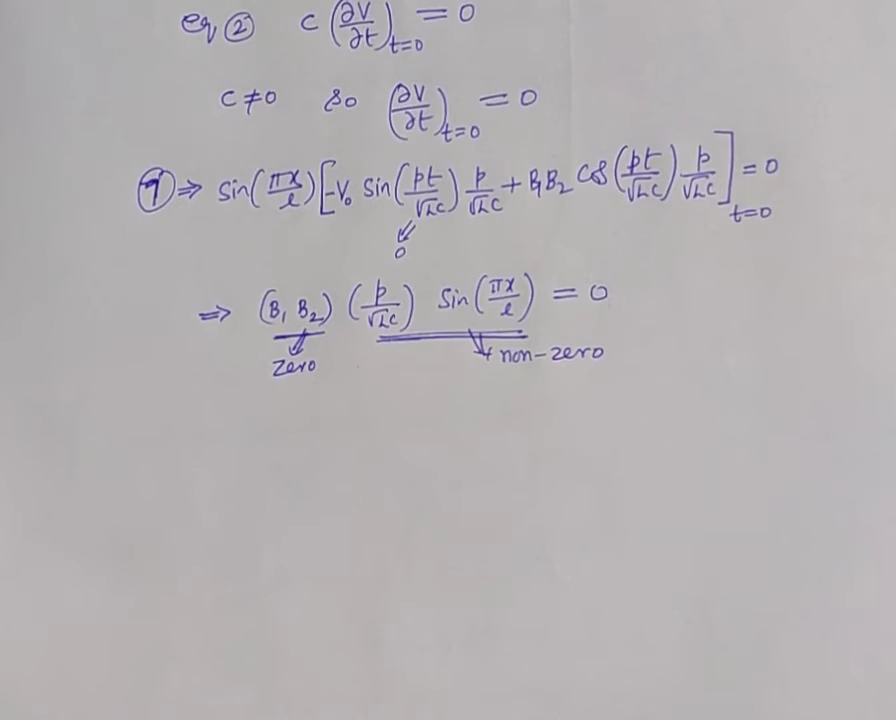 eq ② C (∂V/∂t)t=0 = 0
C ≠ 0 so (∂V/∂t)t=0 = 0
⑨ ⇒ sin(πx/l) [-V₀ sin(pt/√LC) p/√LC + B₁B₂ cos(pt/√LC) p/√LC]t=0 = 0
0
⇒ (B₁ B₂) (p/√LC) sin(πx/l) = 0
zero non-zero